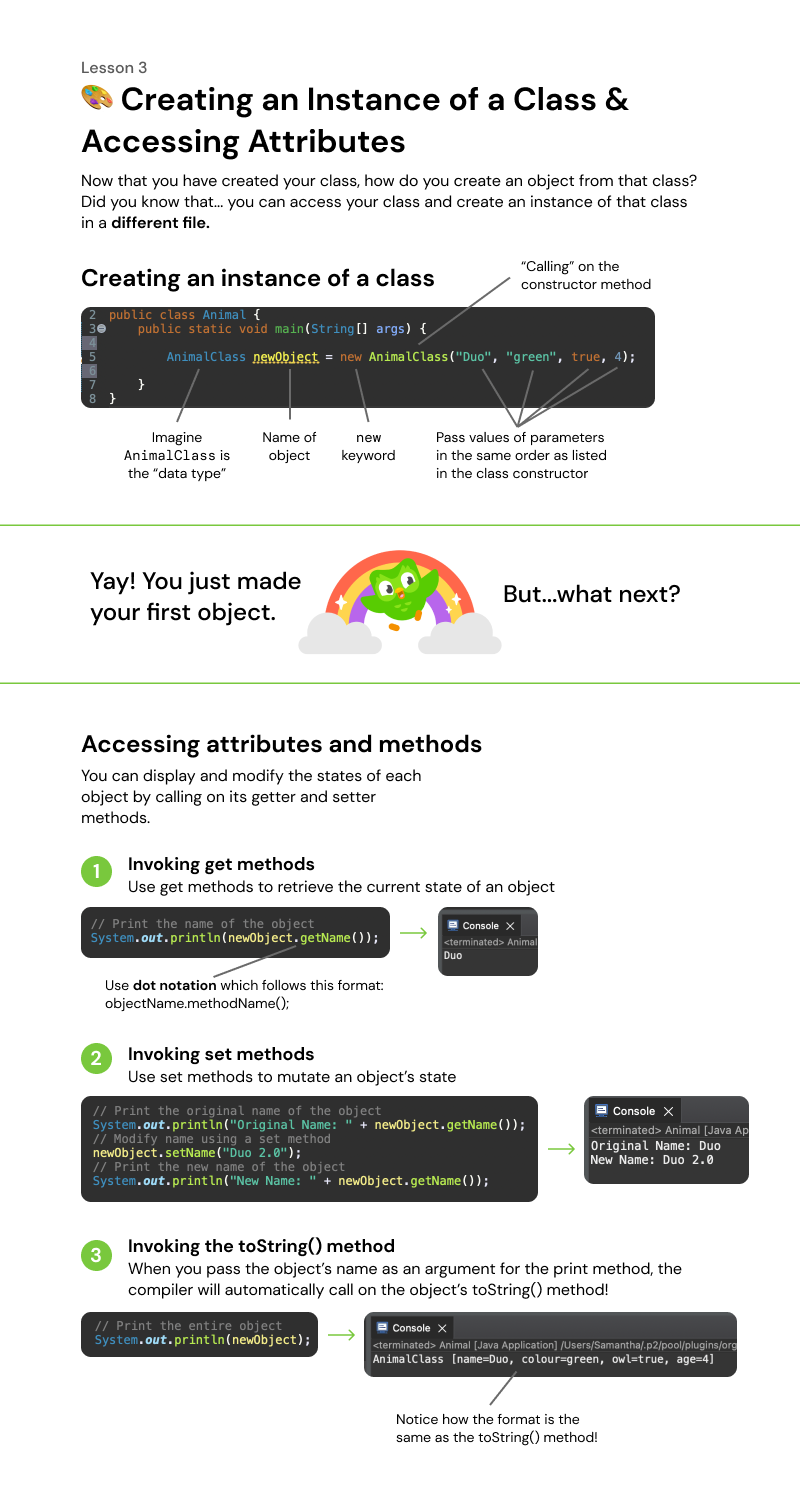 Lesson 3
Creating an Instance of a Class &
Accessing Attributes
Now that you have created your class, how do you create an object from that class?
Did you know that... you can access your class and create an instance of that class
in a different file.
Creating an instance of a class
“Calling” on the
constructor method
2 public class Animal {
3 public static void main(String[] args) {
4
5 AnimalClass newObject = new AnimalClass("Duo", "green", true, 4);
6
7 }
8 }
Imagine
AnimalClass is
the “data type”
Name of
object
new
keyword
Pass values of parameters
in the same order as listed
in the class constructor
Yay! You just made
your first object.
But...what next?
Accessing attributes and methods
You can display and modify the states of each
object by calling on its getter and setter
methods.
1
Invoking get methods
Use get methods to retrieve the current state of an object
// Print the name of the object
System.out.println(newObject.getName());
Console
<terminated> Animal
Duo
Use dot notation which follows this format:
objectName.methodName();
2
Invoking set methods
Use set methods to mutate an object’s state
// Print the original name of the object
System.out.println("Original Name: " + newObject.getName());
// Modify name using a set method
newObject.setName("Duo 2.0");
// Print the new name of the object
System.out.println("New Name: " + newObject.getName());
Console
<terminated> Animal [Java Ap
Original Name: Duo
New Name: Duo 2.0
3
Invoking the toString() method
When you pass the object’s name as an argument for the print method, the
compiler will automatically call on the object’s toString() method!
// Print the entire object
System.out.println(newObject);
Console
<terminated> Animal [Java Application] /Users/Samantha/.p2/pool/plugins/org
AnimalClass [name=Duo, colour=green, owl=true, age=4]
Notice how the format is the
same as the toString() method!